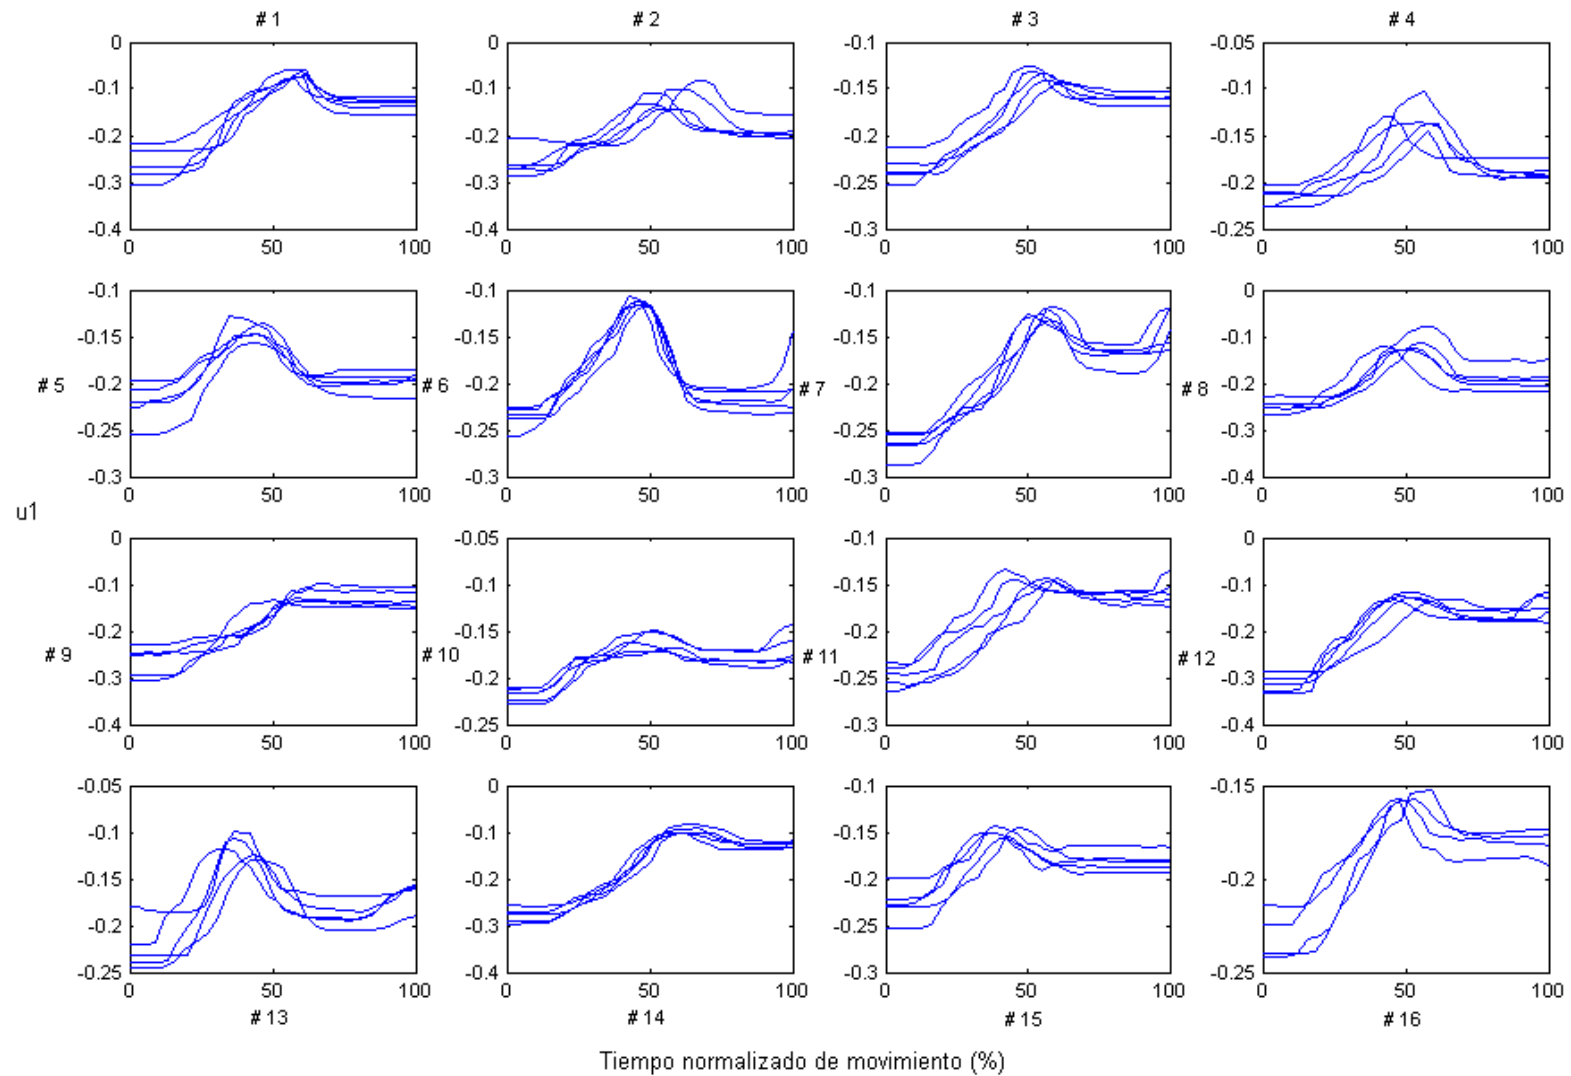 # 1 # 2 # 3 # 4
0 0 -0.1 -0.05
-0.1 -0.1 -0.15 -0.1
-0.2 -0.2 -0.2 -0.15
-0.3 -0.3 -0.25 -0.2
-0.4 -0.4 -0.3 -0.25
0 50 100 0 50 100 0 50 100 0 50 100
-0.1 -0.1 -0.1 0
-0.15 -0.15 -0.15 -0.1
# 5 -0.2 # 6 -0.2 # 7 -0.2 # 8 -0.2
-0.25 -0.25 -0.25 -0.3
-0.3 -0.3 -0.3 -0.4
0 50 100 0 50 100 0 50 100 0 50 100
u1
0 -0.05 -0.1 0
-0.1 -0.1 -0.15 -0.1
-0.2 -0.15 -0.2 -0.2
# 9 # 10 # 11 # 12
-0.3 -0.2 -0.25 -0.3
-0.4 -0.25 -0.3 -0.4
0 50 100 0 50 100 0 50 100 0 50 100
-0.05 0 -0.1 -0.15
-0.1 -0.1 -0.15
-0.15 -0.2 -0.2 -0.2
-0.2 -0.3 -0.25
-0.25 -0.4 -0.3 -0.25
0 50 100 0 50 100 0 50 100 0 50 100
# 13 # 14 # 15 # 16
Tiempo normalizado de movimiento (%)